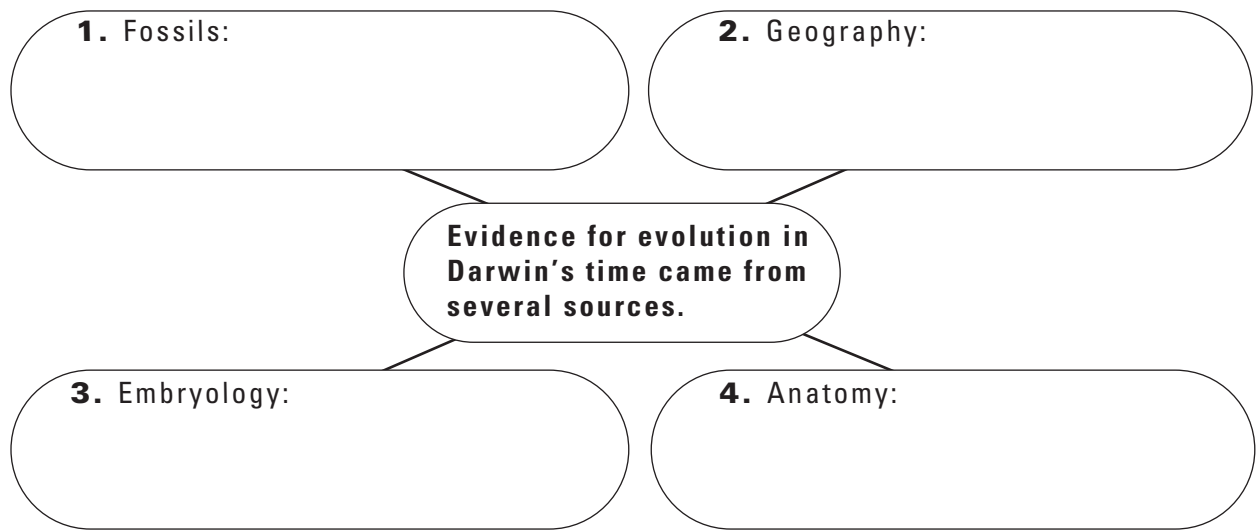 1. Fossils:
2. Geography:
Evidence for evolution in
Darwin's time came from
several sources.
3. Embryology:
4. Anatomy: